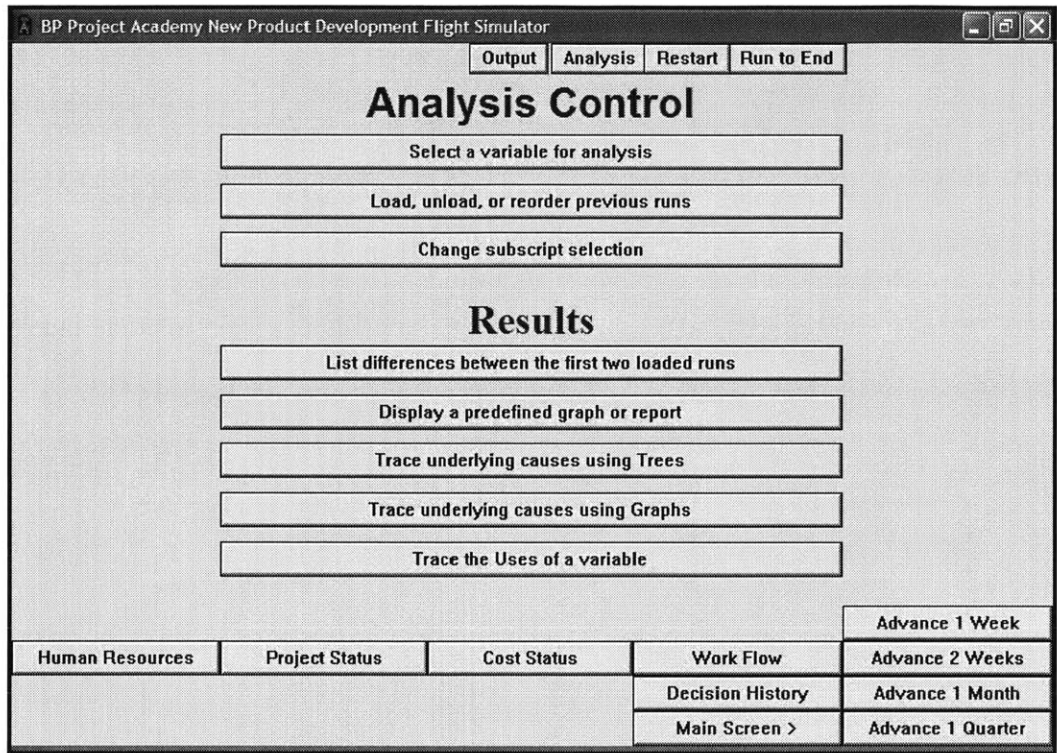 BP Project Academy New Product Development Flight Simulator
Output Analysis Restart Run to End
Analysis Control
Select a variable for analysis
Load, unload, or reorder previous runs
Change subscript selection
Results
List differences between the first two loaded runs
Display a predefined graph or report
Trace underlying causes using Trees
Trace underlying causes using Graphs
Trace the Uses of a variable
Advance 1 Week
Human Resources Project Status Cost Status Work Flow Advance 2 Weeks
Decision History Advance 1 Month
Main Screen > Advance 1 Quarter